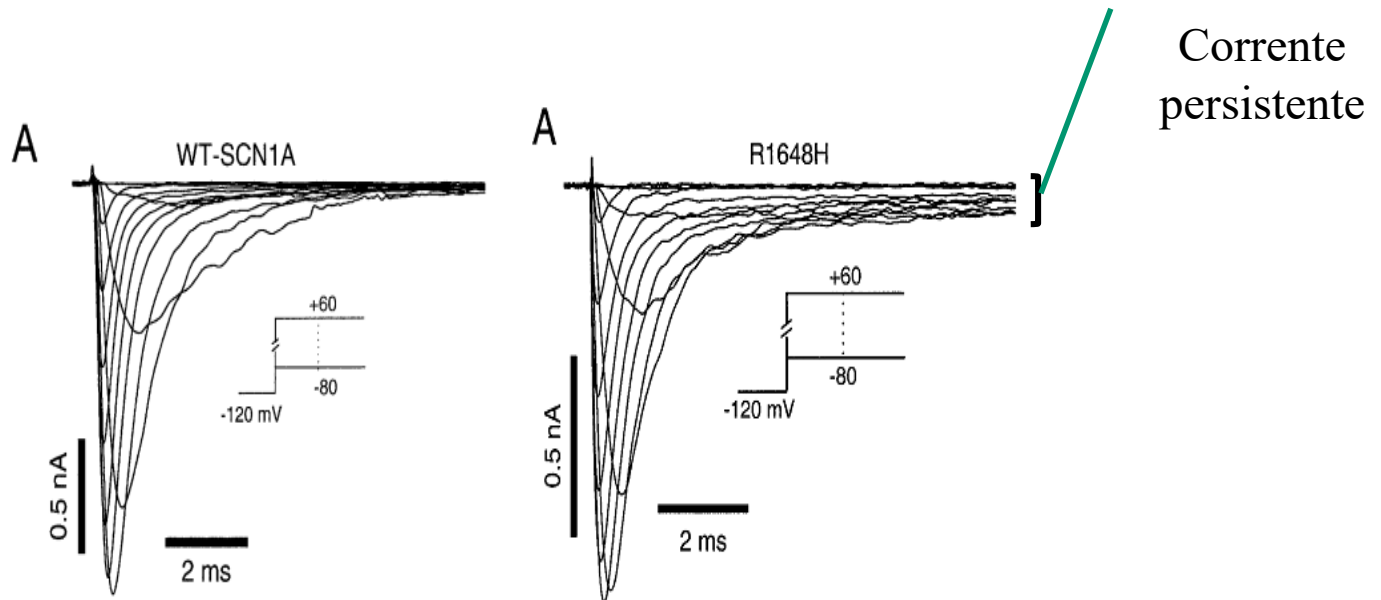 Corrente
persistente
A
WT-SCN1A
+60
-80
-120 mV
0.5 nA
2 ms
A
R1648H
+60
-80
-120 mV
0.5 nA
2 ms